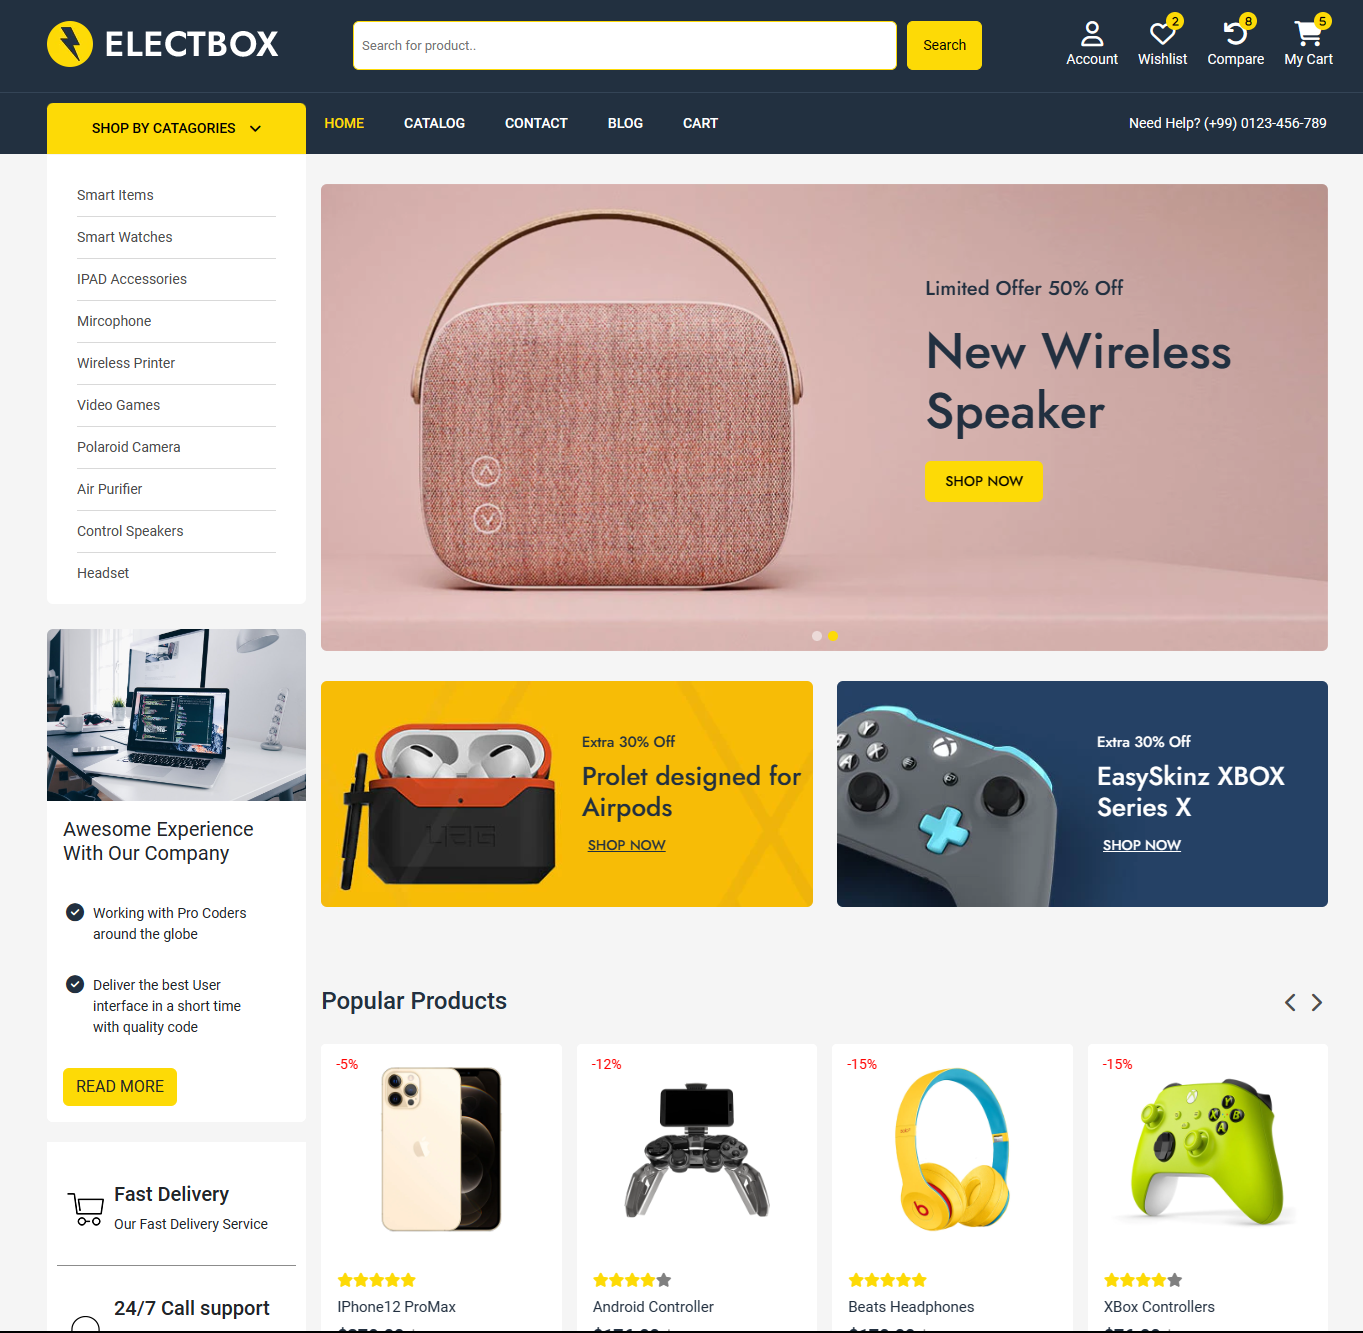 ELECTBOX
Search for product..
Search
2
8
5
Account
Wishlist
Compare
My Cart
SHOP BY CATAGORIES
HOME
CATALOG
CONTACT
BLOG
CART
Need Help? (+99) 0123-456-789
Smart Items
Smart Watches
IPAD Accessories
Mircophone
Wireless Printer
Video Games
Polaroid Camera
Air Purifier
Control Speakers
Headset
Limited Offer 50% Off
New Wireless
Speaker
SHOP NOW
Extra 30% Off
Prolet designed for
Airpods
SHOP NOW
UAG
Extra 30% Off
EasySkinz XBOX
Series X
SHOP NOW
Y
X
B
A
Awesome Experience
With Our Company
Working with Pro Coders
around the globe
Deliver the best User
interface in a short time
with quality code
READ MORE
Fast Delivery
Our Fast Delivery Service
24/7 Call support
Popular Products
-5%
-12%
-15%
-15%
Y
X
B
A
IPhone12 ProMax
Android Controller
Beats Headphones
XBox Controllers